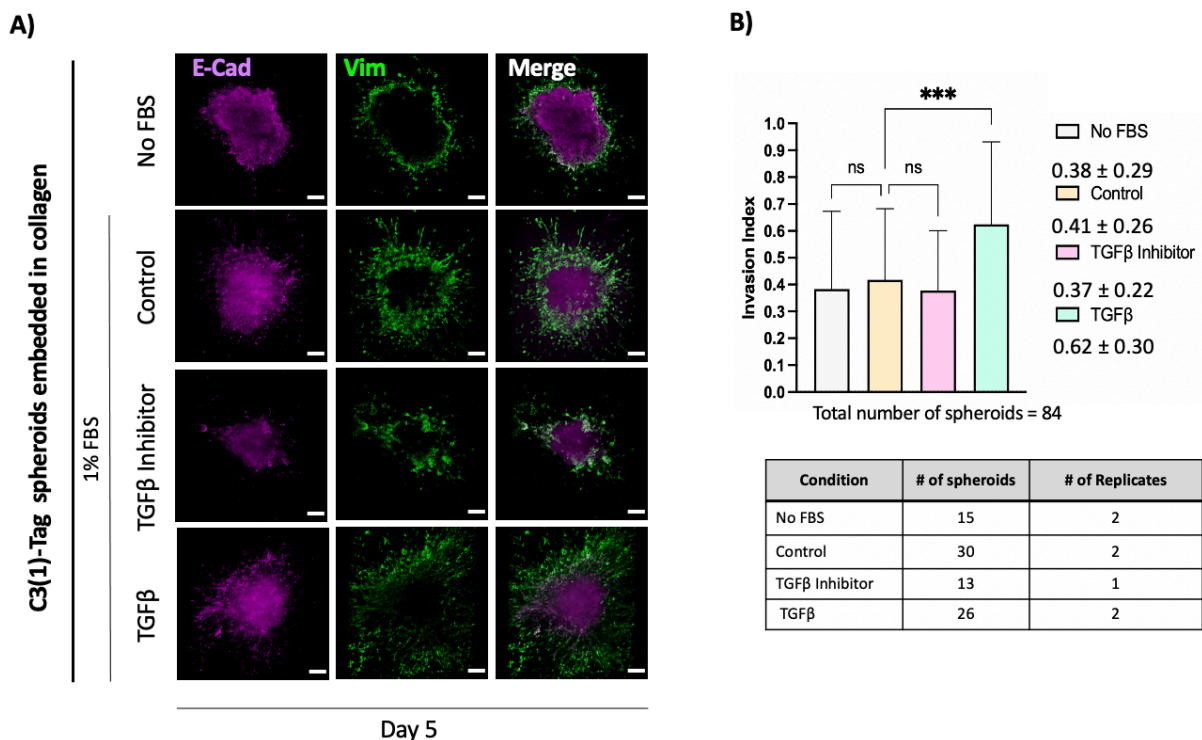 A)
E-Cad
Vim
Merge
C3(1)-Tag spheroids embedded in collagen
1% FBS
No FBS
Control
TGFβ Inhibitor
TGFβ
Day 5
B)
***
ns
ns
Invasion Index
1.0
0.9
0.8
0.7
0.6
0.5
0.4
0.3
0.2
0.1
0.0
No FBS
0.38 ± 0.29
Control
0.41 ± 0.26
TGFβ Inhibitor
0.37 ± 0.22
TGFβ
0.62 ± 0.30
Total number of spheroids = 84
Condition # of spheroids # of Replicates
No FBS 15 2
Control 30 2
TGFβ Inhibitor 13 1
TGFβ 26 2